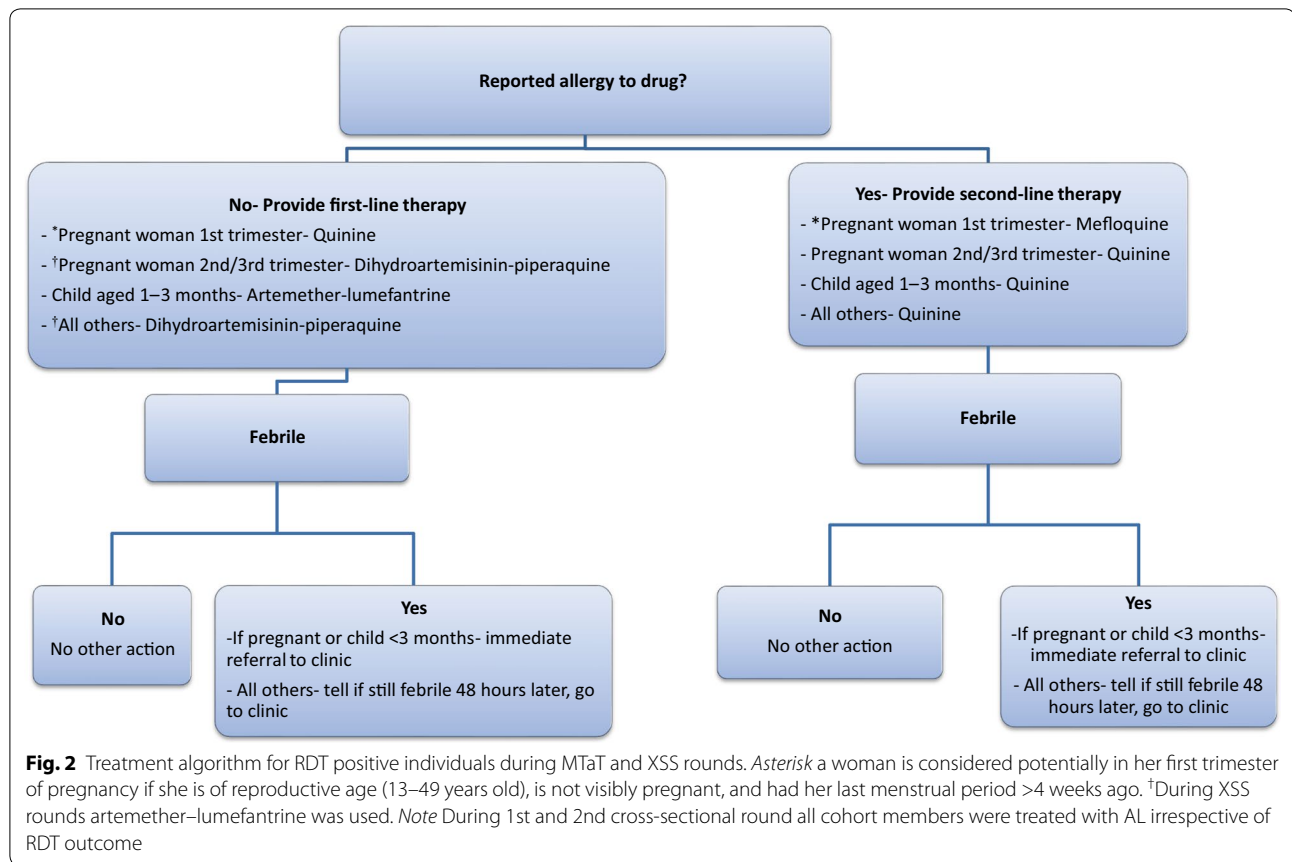 Reported allergy to drug?
No- Provide first-line therapy
- *Pregnant woman 1st trimester- Quinine
- †Pregnant woman 2nd/3rd trimester- Dihydroartemisinin-piperaquine
- Child aged 1–3 months- Artemether-lumefantrine
- †All others- Dihydroartemisinin-piperaquine
Yes- Provide second-line therapy
- *Pregnant woman 1st trimester- Mefloquine
- Pregnant woman 2nd/3rd trimester- Quinine
- Child aged 1–3 months- Quinine
- All others- Quinine
Febrile
Febrile
No
No other action
Yes
-If pregnant or child <3 months- immediate
referral to clinic
- All others- tell if still febrile 48 hours later, go
to clinic
No
No other action
Yes
-If pregnant or child <3 months-
immediate referral to clinic
- All others- tell if still febrile 48
hours later, go to clinic
Fig. 2 Treatment algorithm for RDT positive individuals during MTaT and XSS rounds. Asterisk a woman is considered potentially in her first trimester
of pregnancy if she is of reproductive age (13–49 years old), is not visibly pregnant, and had her last menstrual period >4 weeks ago. †During XSS
rounds artemether–lumefantrine was used. Note During 1st and 2nd cross-sectional round all cohort members were treated with AL irrespective of
RDT outcome